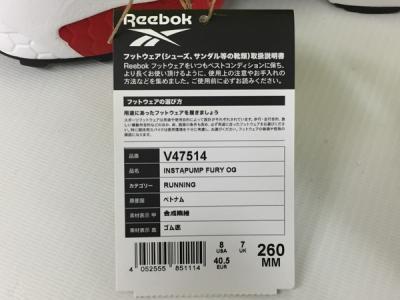 Reebok
フットウェア(シューズ、サンダル等の靴類)取扱説明書
Reebok フットウェアをいつもベストコンディションに保ち、
より長くお使い頂けるように、使用上の注意やお手入れの
方法などを集めました。ご使用前に必ずお読みください。
フットウェアの選び方
用途にあったフットウェアを履きましょう
品番 V47514
品名 INSTAPUMP FURY OG
カテゴリー RUNNING
原産国 ベトナム
素材表示 甲 合成繊維
素材表示 底 ゴム底
4 052555 851114
8 USA 7 UK
40.5 EUR
260 MM